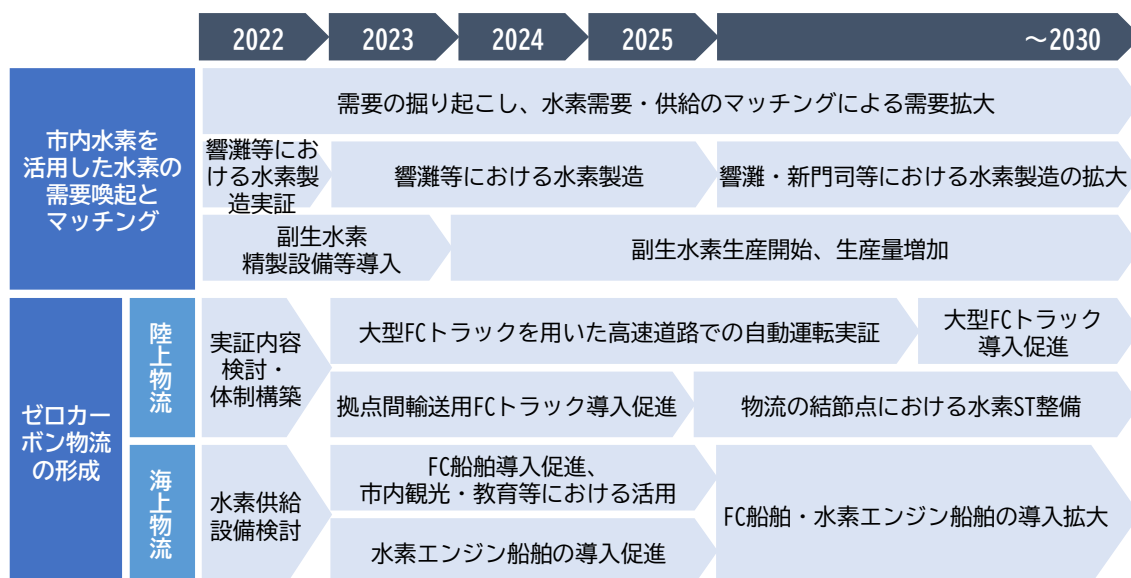 2022
2023
2024
2025
～2030
市内水素を
活用した水素の
需要喚起と
マッチング
需要の掘り起こし、水素需要・供給のマッチングによる需要拡大
響灘等にお
ける水素製
造実証
響灘等における水素製造
響灘・新門司等における水素製造の拡大
副生水素
精製設備等導入
副生水素生産開始、生産量増加
ゼロカー
ボン物流
の形成
陸上物流
実証内容
検討・
体制構築
大型FCトラックを用いた高速道路での自動運転実証
大型FCトラック
導入促進
拠点間輸送用FCトラック導入促進
物流の結節点における水素ST整備
海上物流
水素供給
設備検討
FC船舶導入促進、
市内観光・教育等における活用
水素エンジン船舶の導入促進
FC船舶・水素エンジン船舶の導入拡大